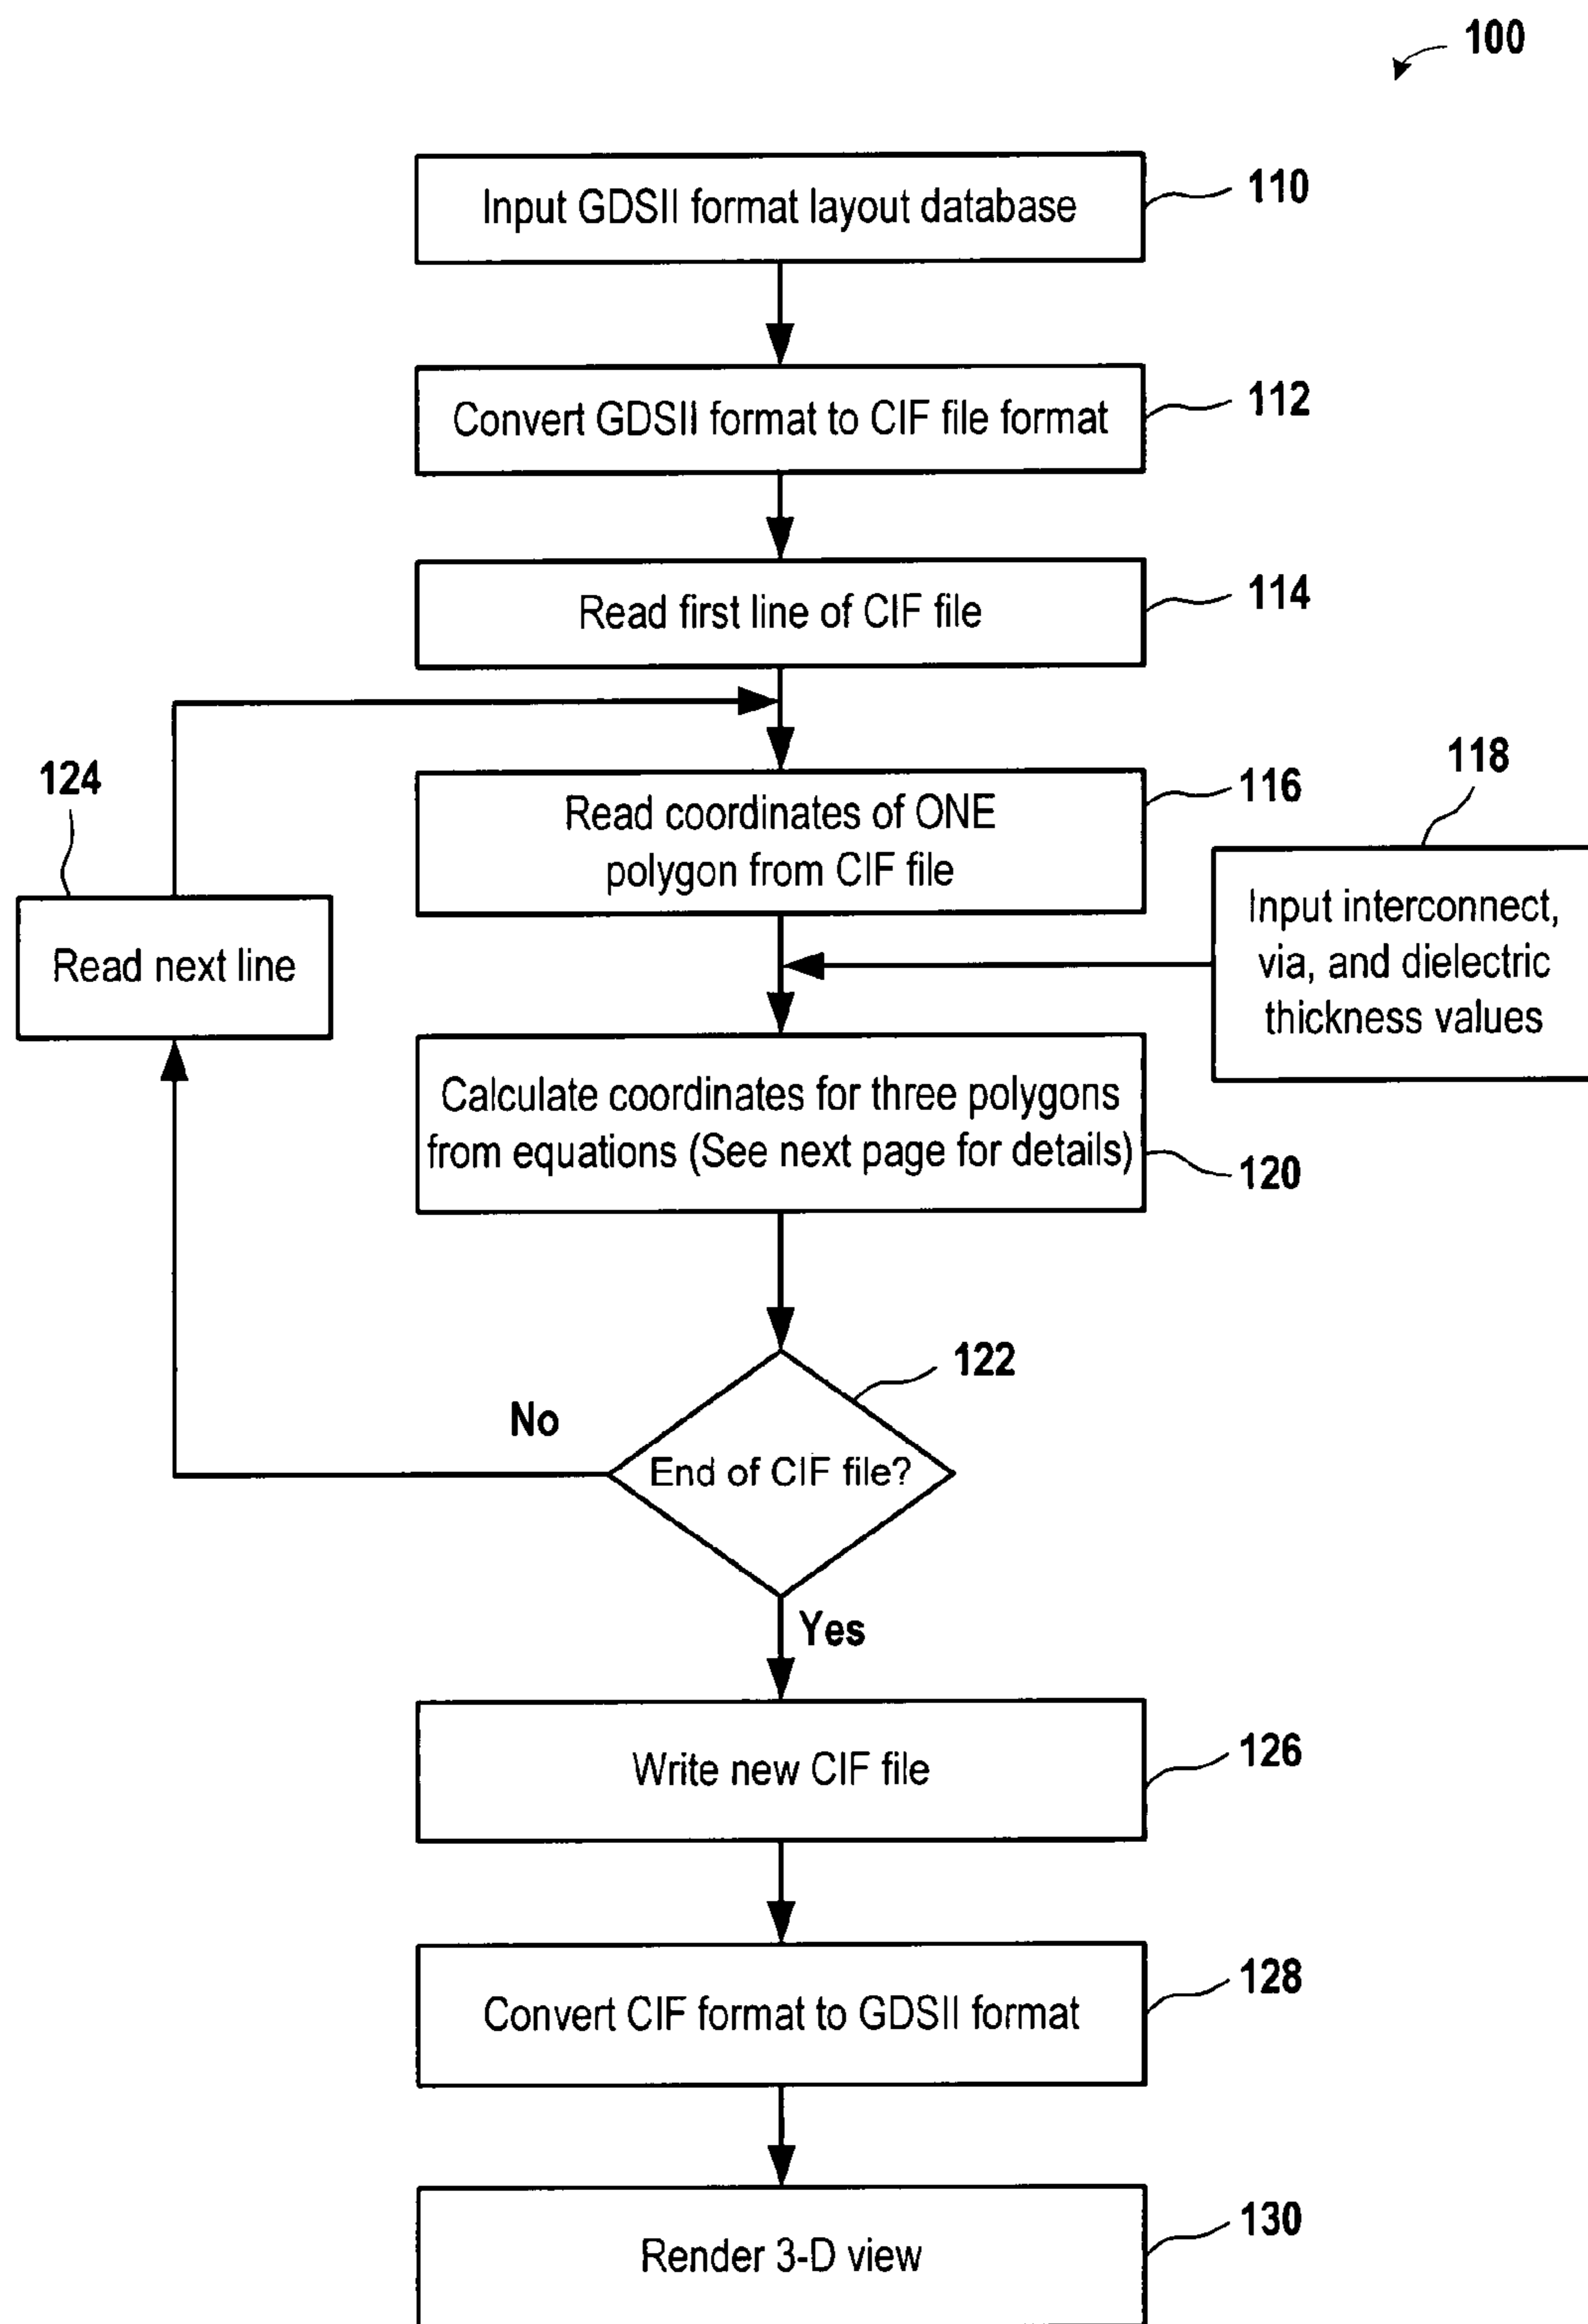 100
Input GDSII format layout database
110
Convert GDSII format to CIF file format
112
Read first line of CIF file
114
124
Read coordinates of ONE
polygon from CIF file
116
118
Read next line
Input interconnect,
via, and dielectric
thickness values
Calculate coordinates for three polygons
from equations (See next page for details)
120
122
No
End of CIF file?
Yes
Write new CIF file
126
Convert CIF format to GDSII format
128
Render 3-D view
130